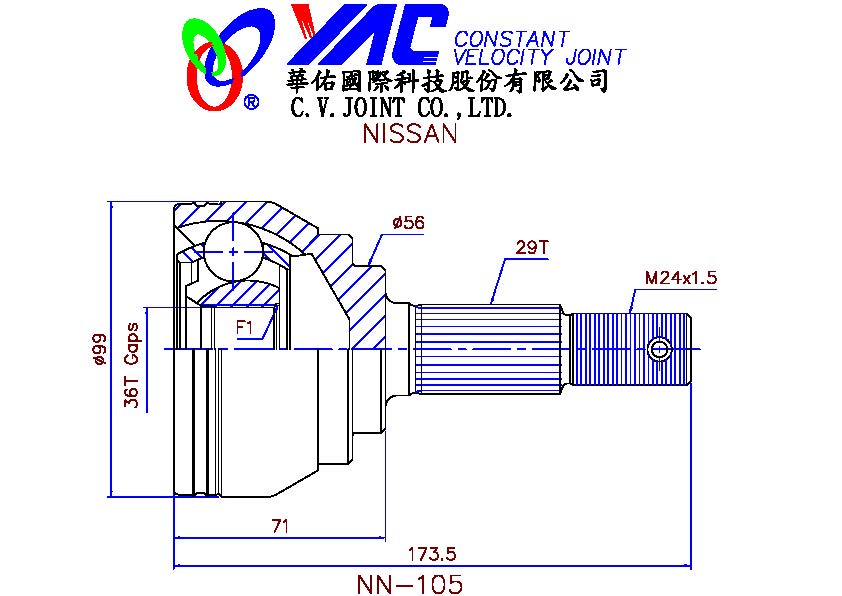 YAC CONSTANT
VELOCITY JOINT
®
華佑國際科技股份有限公司
C.V.JOINT CO.,LTD.
NISSAN
ø56
29T
M24x1.5
F1
ø99
36T Gaps
71
173.5
NN-105